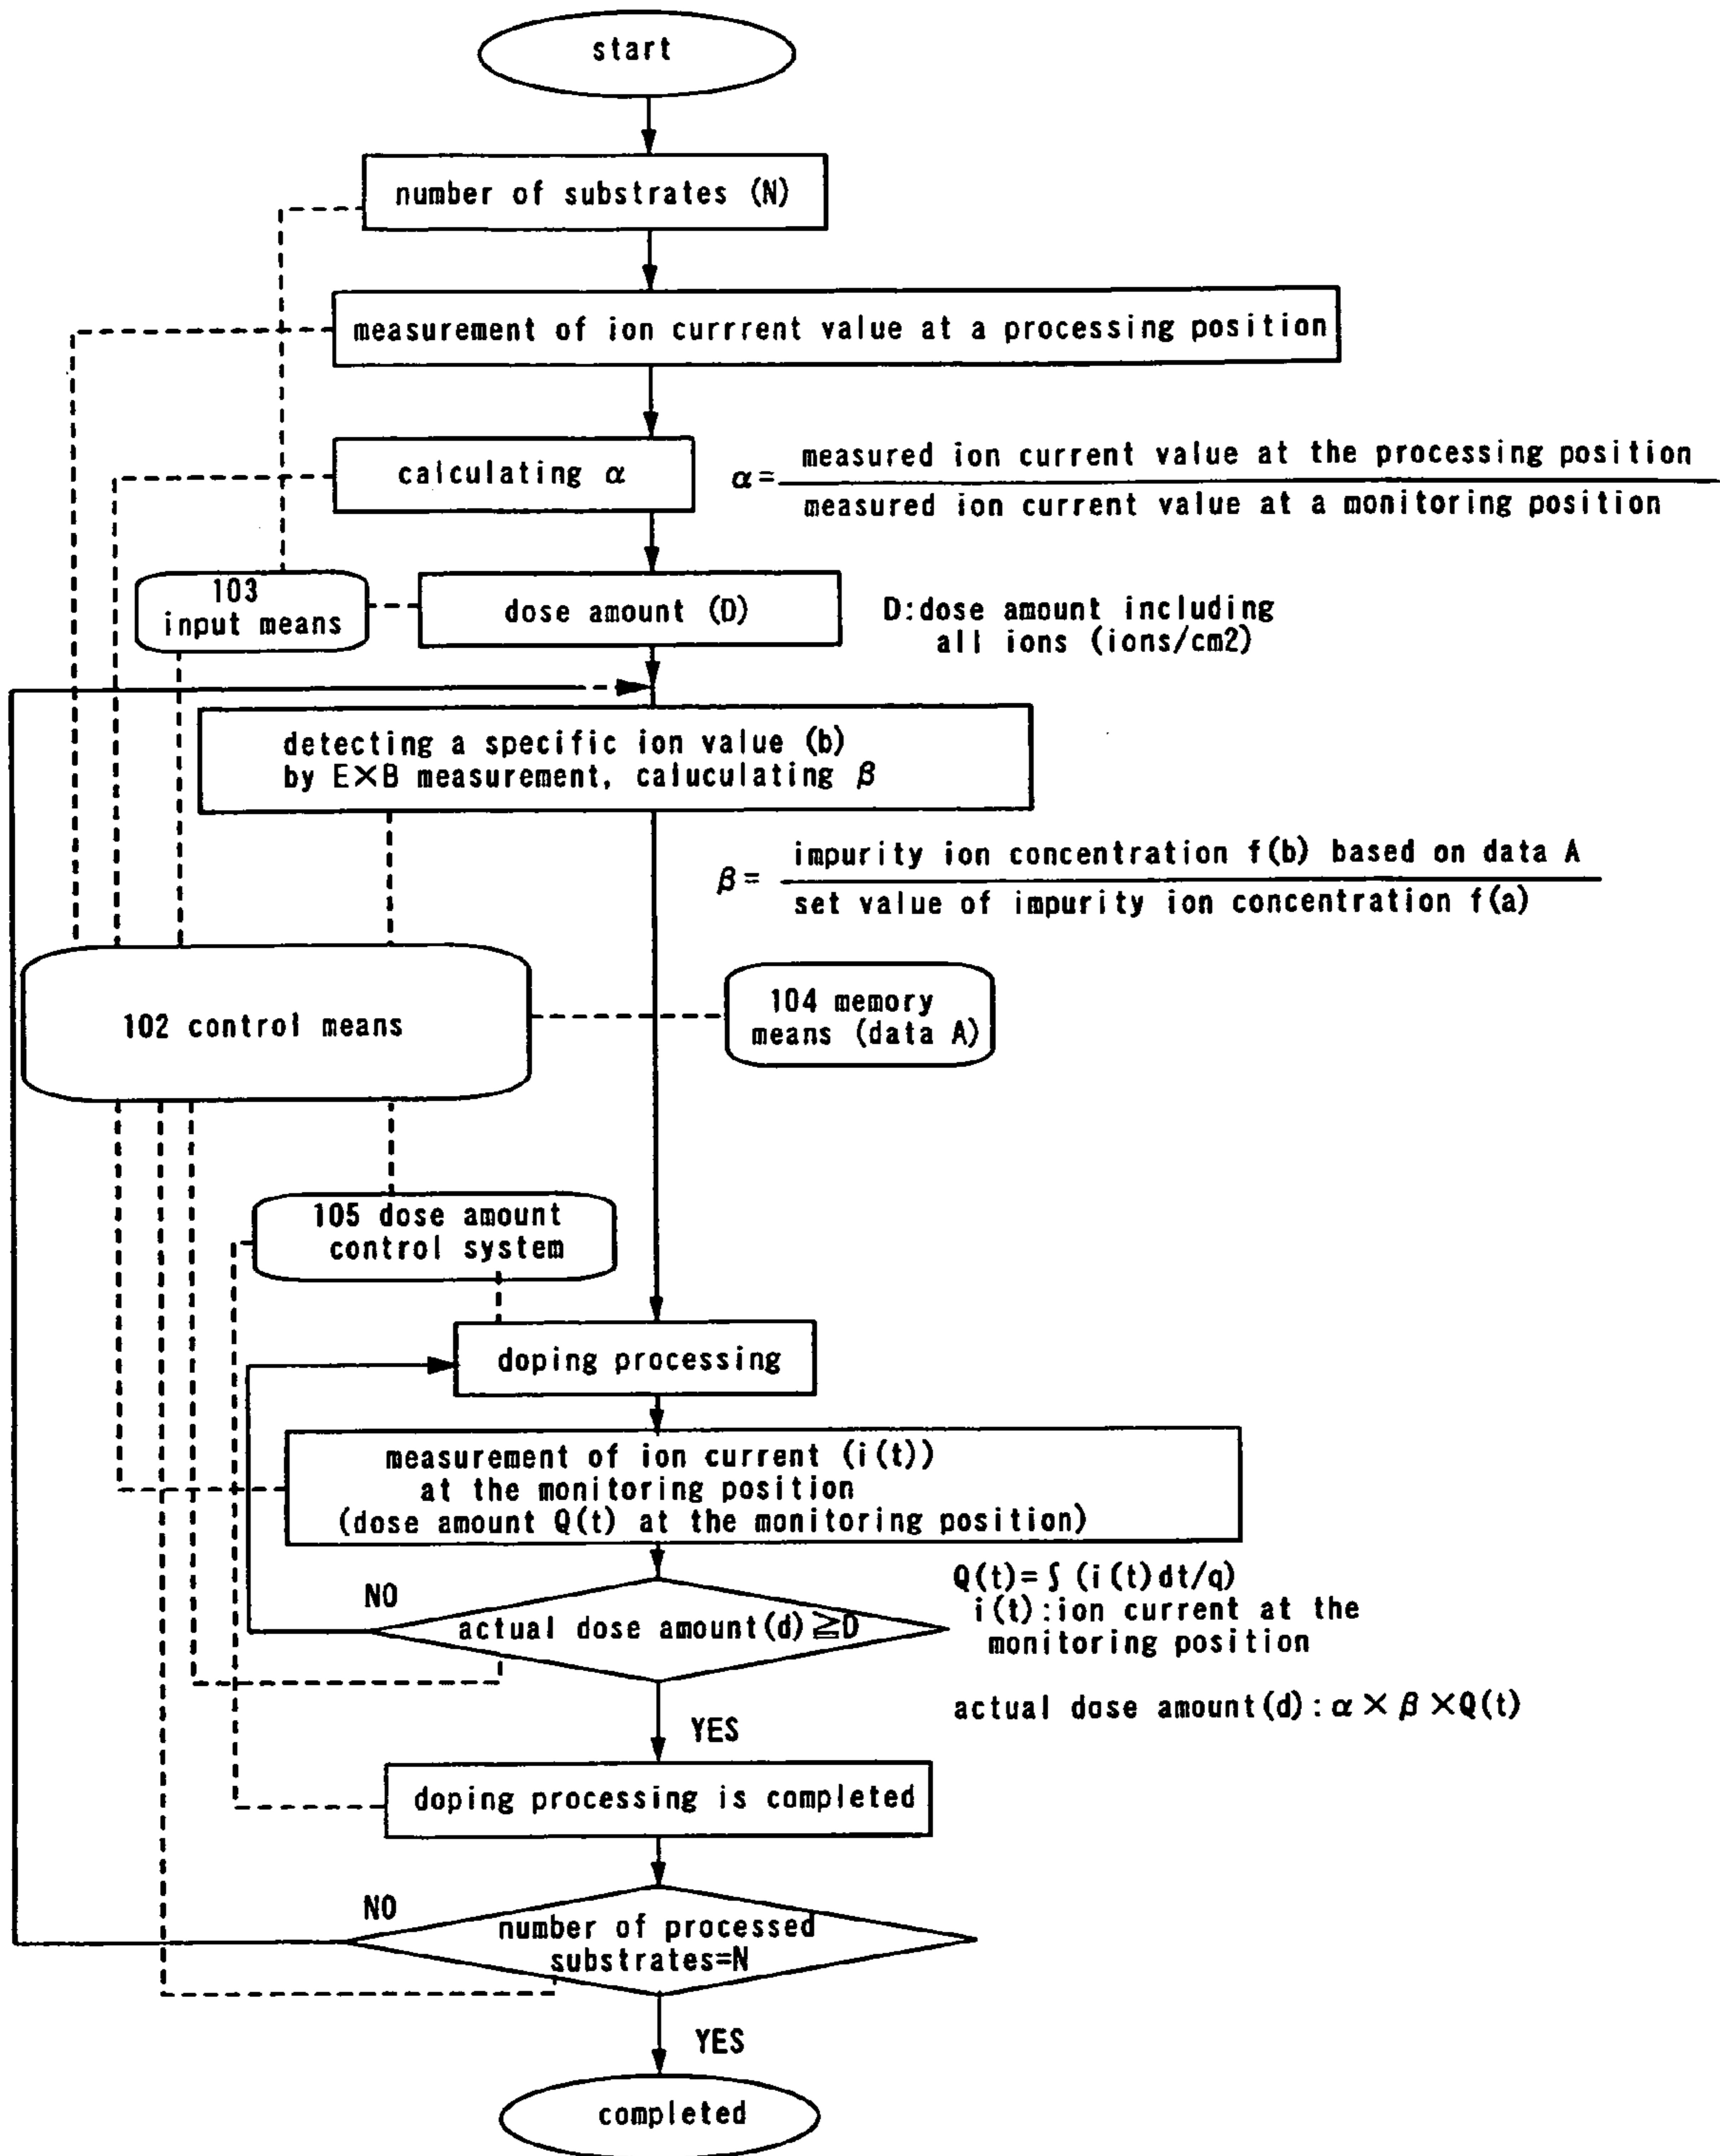 start
number of substrates (N)
measurement of ion currrent value at a processing position
calculating α
α=
measured ion current value at the processing position
measured ion current value at a monitoring position
103
input means
dose amount (D)
D:dose amount including
all ions (ions/cm2)
detecting a specific ion value (b)
by E×B measurement, caluculating β
β=
impurity ion concentration f(b) based on data A
set value of impurity ion concentration f(a)
102 control means
104 memory
means (data A)
105 dose amount
control system
doping processing
measurement of ion current (i(t))
at the monitoring position
(dose amount Q(t) at the monitoring position)
NO
actual dose amount(d)≧D
Q(t)=∫(i(t)dt/q)
i(t):ion current at the
monitoring position
actual dose amount(d):α×β×Q(t)
YES
doping processing is completed
NO
number of processed
substrates=N
YES
completed